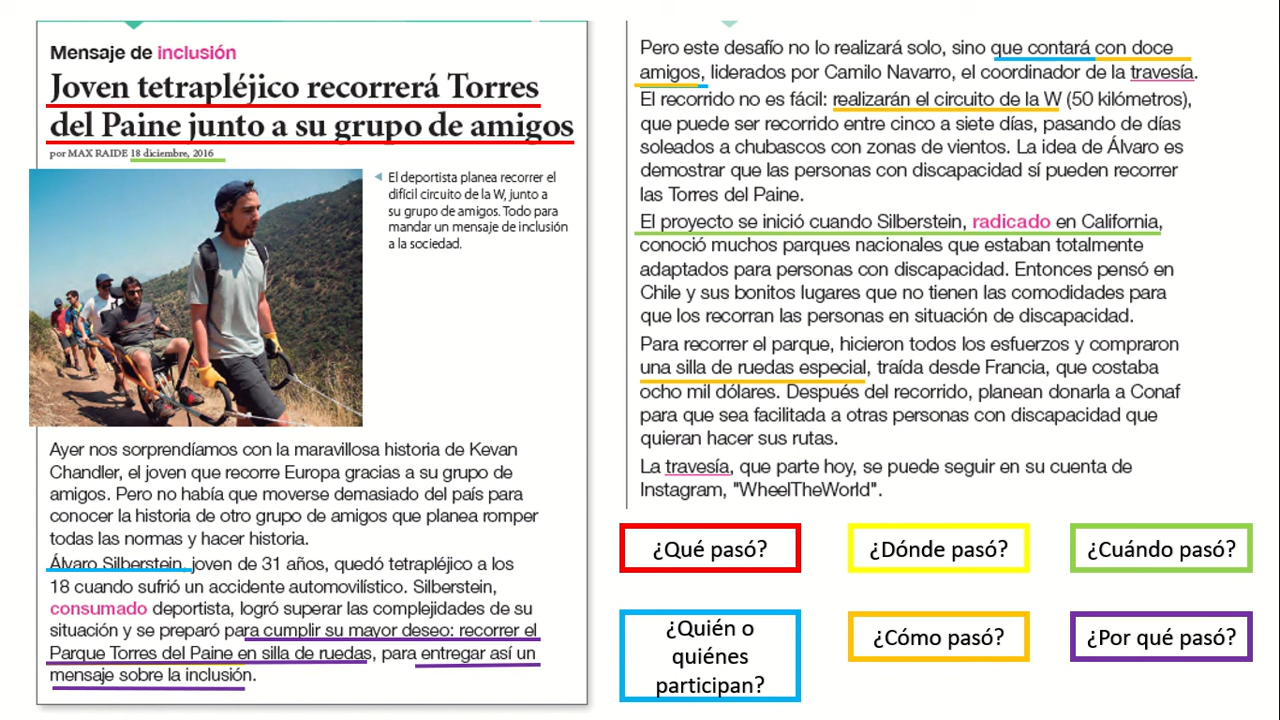 Mensaje de inclusión
Joven tetrapléjico recorrerá Torres
del Paine junto a su grupo de amigos
por MAX RAIDE 18 diciembre, 2016
El deportista planea recorrer el
difícil circuito de la W, junto a
su grupo de amigos. Todo para
mandar un mensaje de inclusión
a la sociedad.
Ayer nos sorprendíamos con la maravillosa historia de Kevan
Chandler, el joven que recorre Europa gracias a su grupo de
amigos. Pero no había que moverse demasiado del país para
conocer la historia de otro grupo de amigos que planea romper
todas las normas y hacer historia.
Álvaro Silberstein, joven de 31 años, quedó tetrapléjico a los
18 cuando sufrió un accidente automovilístico. Silberstein,
consumado deportista, logró superar las complejidades de su
situación y se preparó para cumplir su mayor deseo: recorrer el
Parque Torres del Paine en silla de ruedas, para entregar así un
mensaje sobre la inclusión.
Pero este desafío no lo realizará solo, sino que contará con doce
amigos, liderados por Camilo Navarro, el coordinador de la travesía.
El recorrido no es fácil: realizarán el circuito de la W (50 kilómetros),
que puede ser recorrido entre cinco a siete días, pasando de días
soleados a chubascos con zonas de vientos. La idea de Álvaro es
demostrar que las personas con discapacidad sí pueden recorrer
las Torres del Paine.
El proyecto se inició cuando Silberstein, radicado en California,
conoció muchos parques nacionales que estaban totalmente
adaptados para personas con discapacidad. Entonces pensó en
Chile y sus bonitos lugares que no tienen las comodidades para
que los recorran las personas en situación de discapacidad.
Para recorrer el parque, hicieron todos los esfuerzos y compraron
una silla de ruedas especial, traída desde Francia, que costaba
ocho mil dólares. Después del recorrido, planean donarla a Conaf
para que sea facilitada a otras personas con discapacidad que
quieran hacer sus rutas.
La travesía, que parte hoy, se puede seguir en su cuenta de
Instagram, "WheelTheWorld".
¿Qué pasó?
¿Dónde pasó?
¿Cuándo pasó?
¿Quién o
quiénes
participan?
¿Cómo pasó?
¿Por qué pasó?